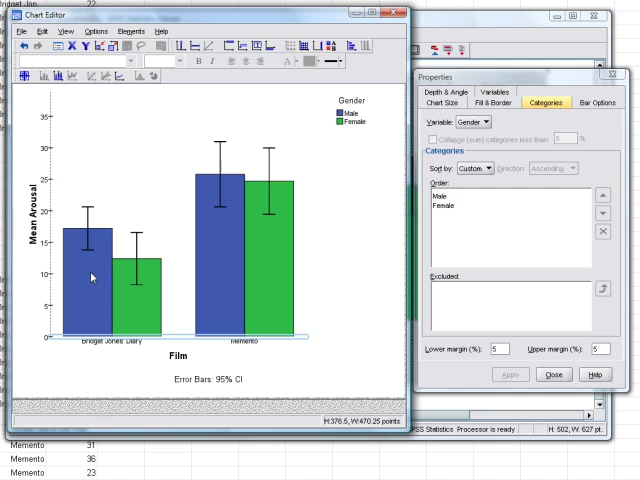 Bridget Jon 22
Chart Editor
File Edit View Options Elements Help
B I
A
Properties
Depth & Angle Variables
Chart Size Fill & Border Categories Bar Options
Variable: Gender
Collapse (sum) categories less than: 5 %
Categories
Sort by: Custom Direction: Ascending
Order:
Male
Female
Excluded:
Lower margin (%): 5 Upper margin (%): 5
Apply Close Help
Gender
Male
Female
35
30
25
20
15
10
5
0
Mean Arousal
Bridget Jones' Diary Memento
Film
Error Bars: 95% CI
H:376.5, W:470.25 points
PSS Statistics Processor is ready H: 502, W: 627 pt.
Memento 31
Memento 36
Memento 23